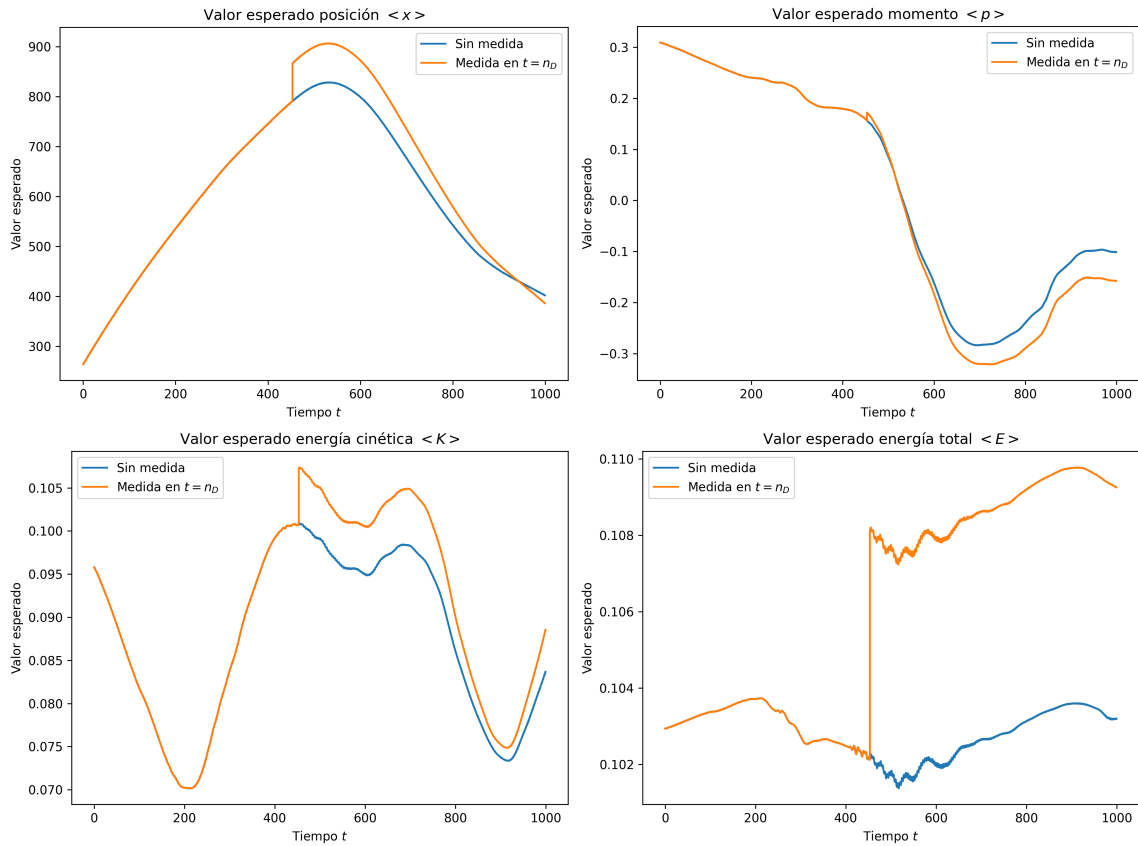 Valor esperado posición <x>
Valor esperado
900
800
700
600
500
400
300
Sin medida
Medida en t = n_D
0
200
400
600
800
1000
Tiempo t
Valor esperado momento <p>
Valor esperado
0.3
0.2
0.1
0.0
−0.1
−0.2
−0.3
Sin medida
Medida en t = n_D
0
200
400
600
800
1000
Tiempo t
Valor esperado energía cinética <K>
Valor esperado
0.105
0.100
0.095
0.090
0.085
0.080
0.075
0.070
Sin medida
Medida en t = n_D
0
200
400
600
800
1000
Tiempo t
Valor esperado energía total <E>
Valor esperado
0.110
0.108
0.106
0.104
0.102
Sin medida
Medida en t = n_D
0
200
400
600
800
1000
Tiempo t